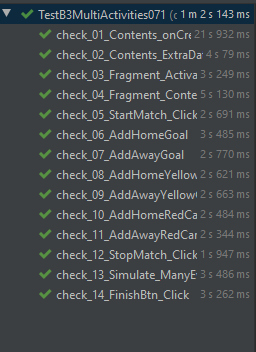 TestB3MultiActivities071 (c 1 m 2 s 143 ms
check_01_Contents_onCre 21 s 932 ms
check_02_Contents_ExtraDa 4 s 79 ms
check_03_Fragment_Activa 3 s 249 ms
check_04_Fragment_Conte 5 s 130 ms
check_05_StartMatch_Click 2 s 691 ms
check_06_AddHomeGoal 3 s 485 ms
check_07_AddAwayGoal 2 s 770 ms
check_08_AddHomeYellow 2 s 621 ms
check_09_AddAwayYellow 2 s 663 ms
check_10_AddHomeRedCa 2 s 484 ms
check_11_AddAwayRedCar 2 s 344 ms
check_12_StopMatch_Click 1 s 947 ms
check_13_Simulate_ManyE 3 s 486 ms
check_14_FinishBtn_Click 3 s 262 ms